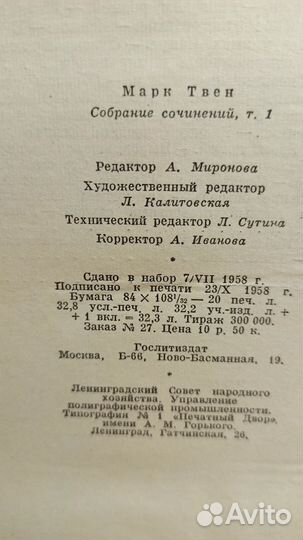 Марк Твен
Собрание сочинений, т. 1
Редактор А. Миронова
Художественный редактор
Л. Калитовская
Технический редактор Л. Сутина
Корректор А. Иванова
Сдано в набор 7/VII 1958 г.
Подписано к печати 23/X 1958 г.
Бумага 84 × 108 1/32 — 20 печ. л.
32,8 усл.-печ. л. 32,2 уч.-изд. л. +
+ 1 вкл. = 32,3 л. Тираж 300 000.
Заказ № 27. Цена 10 р. 50 к.
Гослитиздат
Москва, Б-66, Ново-Басманная, 19.
Ленинградский Совет народного
хозяйства. Управление
полиграфической промышленности.
Типография № 1 «Печатный Двор»
имени А. М. Горького.
Ленинград, Гатчинская, 26.
Avito